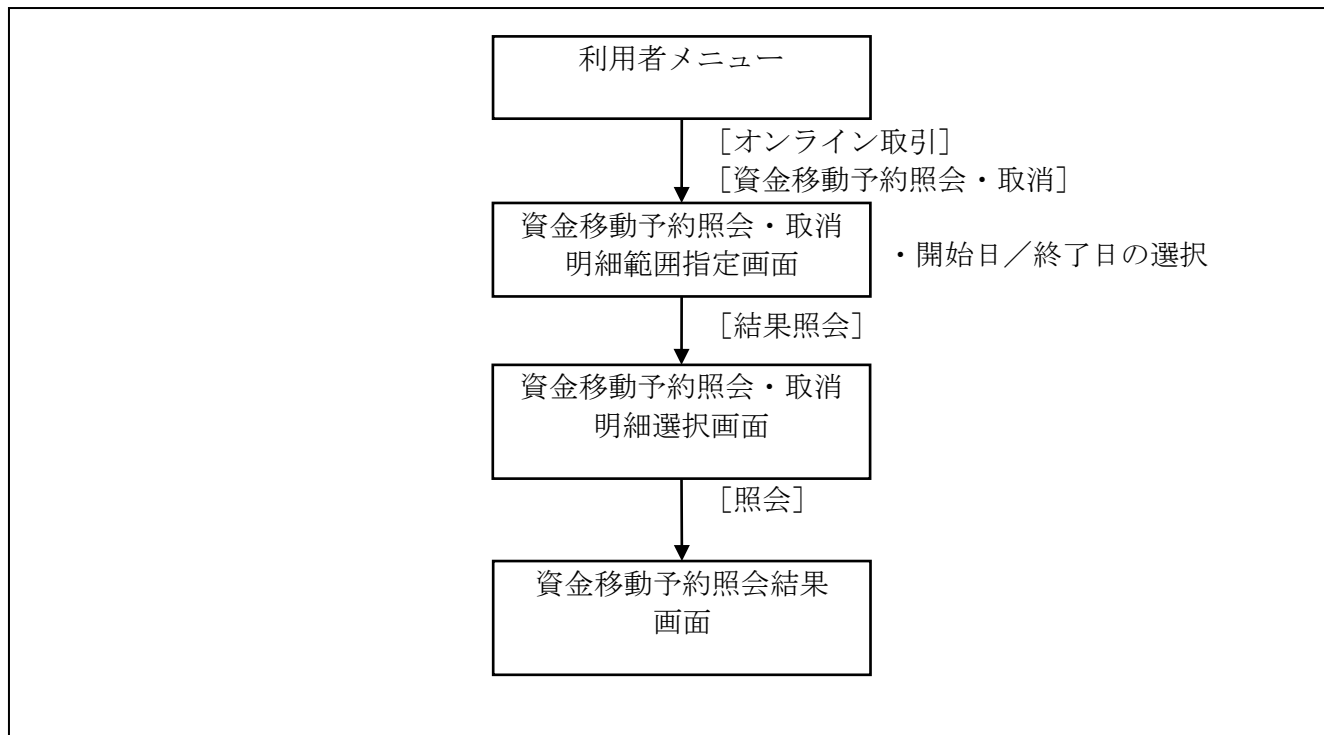 利用者メニュー
［オンライン取引］
［資金移動予約照会・取消］
資金移動予約照会・取消
明細範囲指定画面
・開始日／終了日の選択
［結果照会］
資金移動予約照会・取消
明細選択画面
［照会］
資金移動予約照会結果
画面